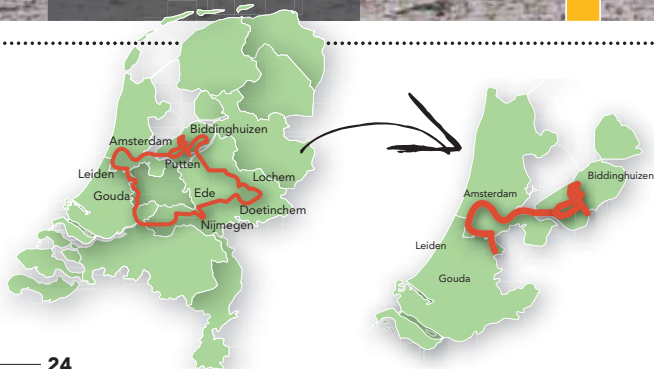 Amsterdam
Biddinghuizen
Putten
Leiden
Gouda
Ede
Lochem
Doetinchem
Nijmegen
Biddinghuizen
Amsterdam
Leiden
Gouda
24